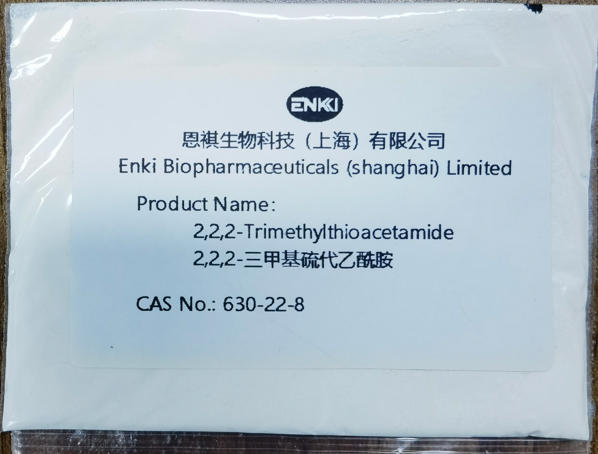 ENKI
恩祺生物科技（上海）有限公司
Enki Biopharmaceuticals (shanghai) Limited
Product Name:
2,2,2-Trimethylthioacetamide
2,2,2-三甲基硫代乙酰胺
CAS No.: 630-22-8